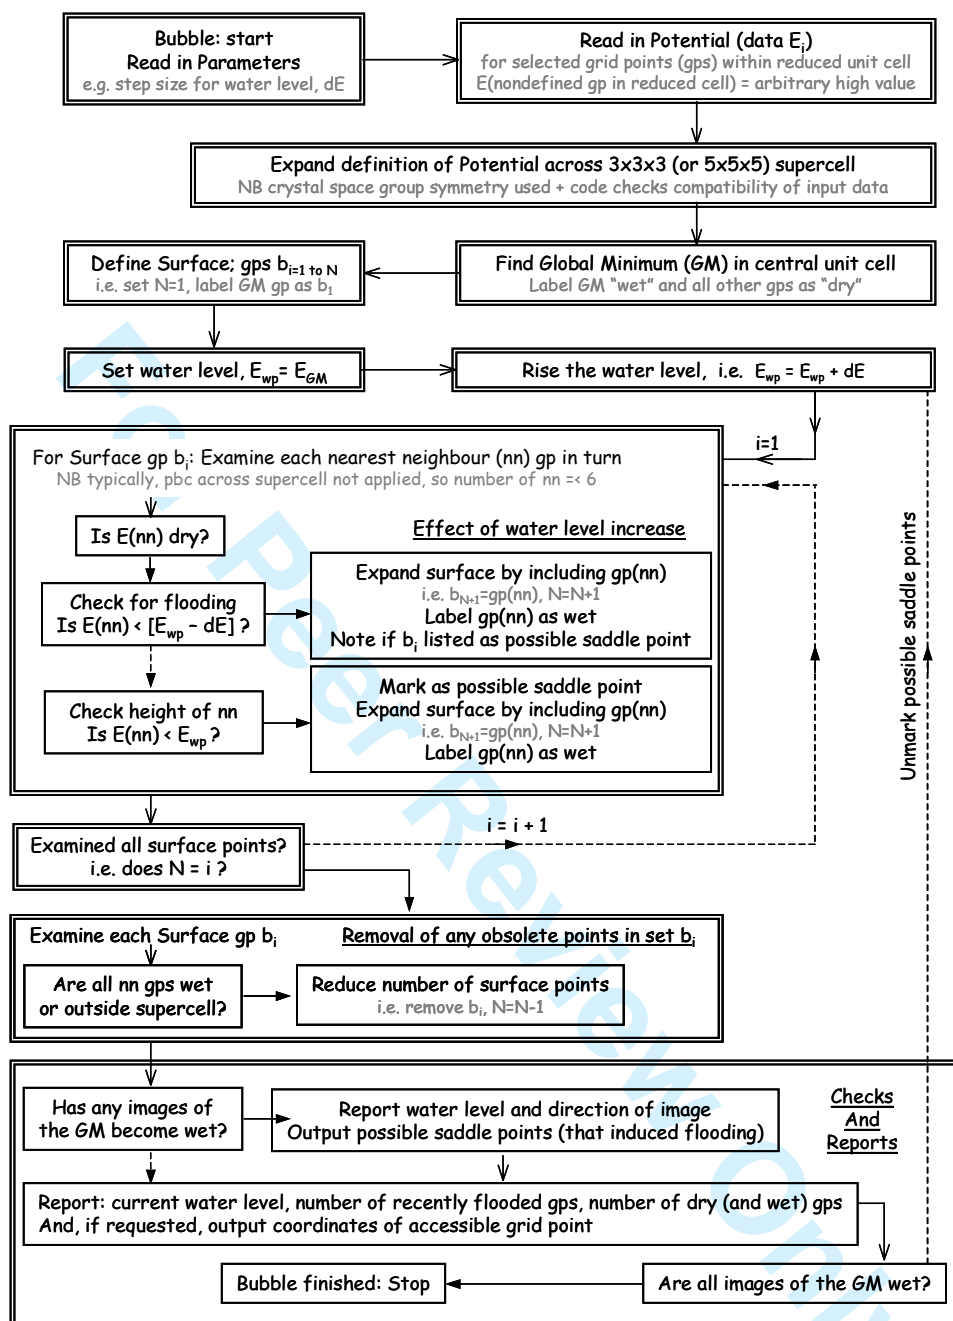 Bubble: start
Read in Parameters
e.g. step size for water level, dE
Read in Potential (data Ei)
for selected grid points (gps) within reduced unit cell
E(nondefined gp in reduced cell) = arbitrary high value
Expand definition of Potential across 3x3x3 (or 5x5x5) supercell
NB crystal space group symmetry used + code checks compatibility of input data
Define Surface; gps bi=1 to N
i.e. set N=1, label GM gp as b1
Find Global Minimum (GM) in central unit cell
Label GM “wet” and all other gps as “dry”
Set water level, Ewp= EGM
Rise the water level, i.e. Ewp = Ewp + dE
i=1
For Surface gp bi: Examine each nearest neighbour (nn) gp in turn
NB typically, pbc across supercell not applied, so number of nn =< 6
Is E(nn) dry?
Effect of water level increase
Check for flooding
Is E(nn) < [Ewp – dE] ?
Expand surface by including gp(nn)
i.e. bN+1=gp(nn), N=N+1
Label gp(nn) as wet
Note if bi listed as possible saddle point
Check height of nn
Is E(nn) < Ewp ?
Mark as possible saddle point
Expand surface by including gp(nn)
i.e. bN+1=gp(nn), N=N+1
Label gp(nn) as wet
Unmark possible saddle points
Examined all surface points?
i.e. does N = i ?
i = i + 1
Examine each Surface gp bi
Removal of any obsolete points in set bi
Are all nn gps wet
or outside supercell?
Reduce number of surface points
i.e. remove bi, N=N-1
Has any images of
the GM become wet?
Report water level and direction of image
Output possible saddle points (that induced flooding)
Checks
And
Reports
Report: current water level, number of recently flooded gps, number of dry (and wet) gps
And, if requested, output coordinates of accessible grid point
Bubble finished: Stop
Are all images of the GM wet?
For Peer Review Only